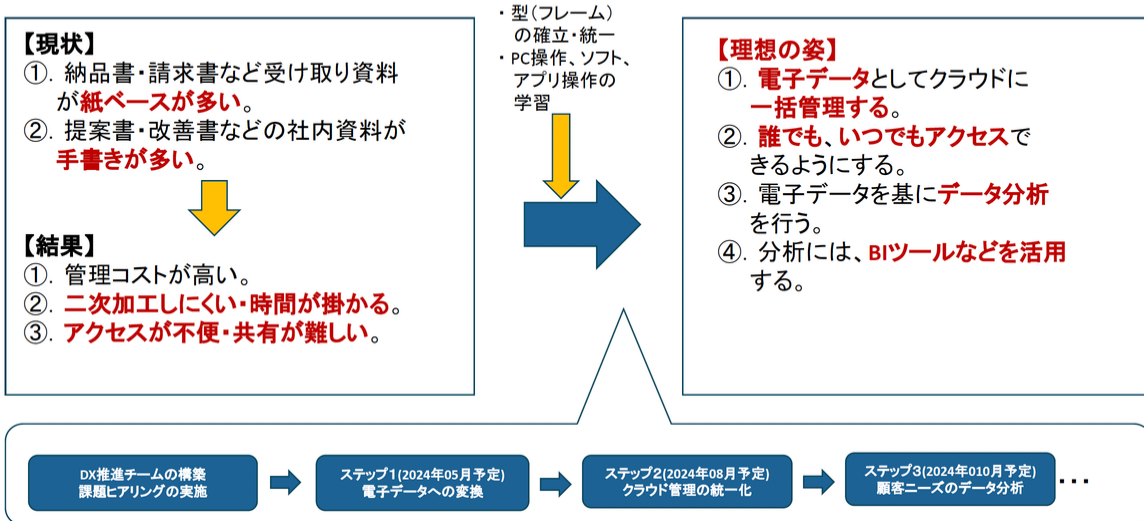 【現状】
①. 納品書・請求書など受け取り資料
が紙ベースが多い。
②. 提案書・改善書などの社内資料が
手書きが多い。
【結果】
①. 管理コストが高い。
②. 二次加工しにくい・時間が掛かる。
③. アクセスが不便・共有が難しい。
・型(フレーム)
の確立・統一
・PC操作、ソフト、
アプリ操作の
学習
【理想の姿】
①. 電子データとしてクラウドに
一括管理する。
②. 誰でも、いつでもアクセスで
きるようにする。
③. 電子データを基にデータ分析
を行う。
④. 分析には、BIツールなどを活用
する。
DX推進チームの構築
課題ヒアリングの実施
ステップ1(2024年05月予定)
電子データへの変換
ステップ2(2024年08月予定)
クラウド管理の統一化
ステップ3(2024年010月予定)
顧客ニーズのデータ分析
・・・